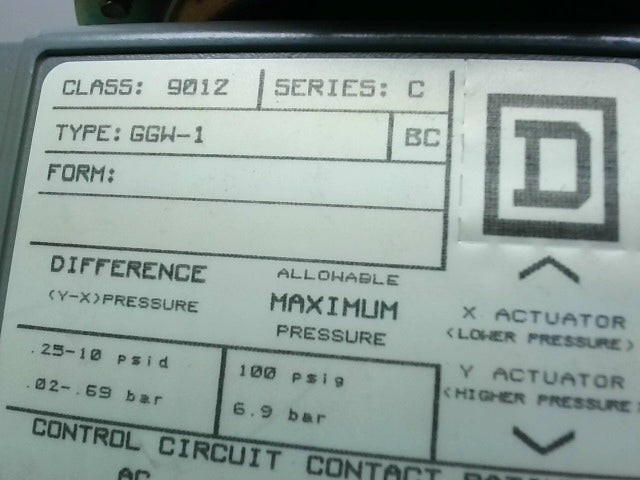 CLASS: 9012 SERIES: C
TYPE: GGW-1 BC
FORM:
D
DIFFERENCE
(Y-X)PRESSURE
ALLOWABLE
MAXIMUM
PRESSURE
X ACTUATOR
(LOWER PRESSURE)
Y ACTUATOR
(HIGHER PRESSURE)
.25-10 psid
.02-.69 bar
100 psig
6.9 bar
CONTROL CIRCUIT CONTACT
AC